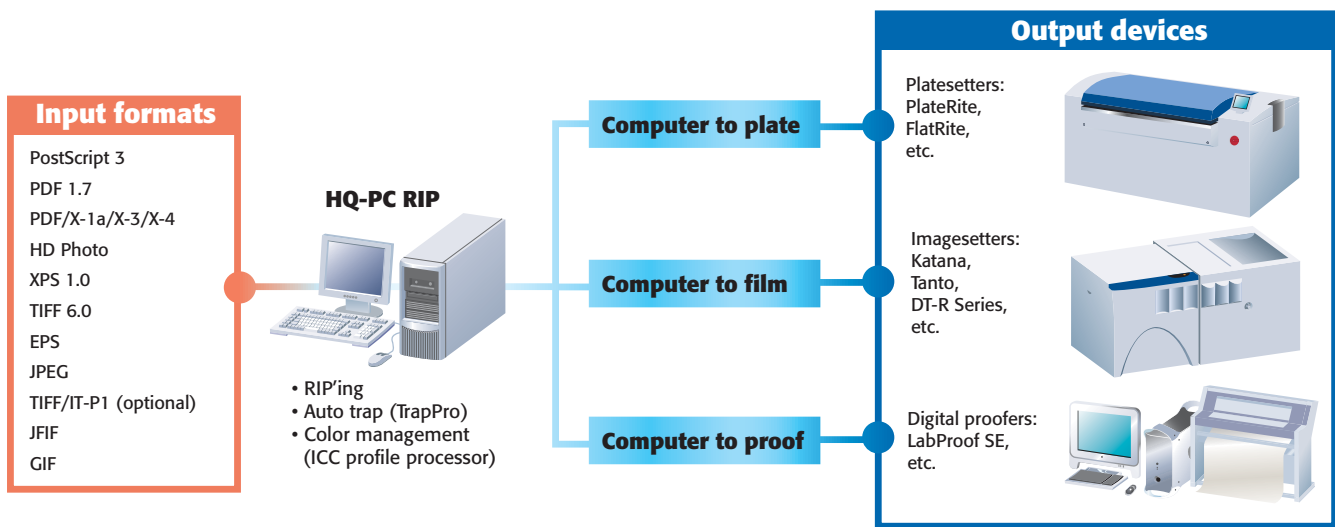 Input formats
PostScript 3
PDF 1.7
PDF/X-1a/X-3/X-4
HD Photo
XPS 1.0
TIFF 6.0
EPS
JPEG
TIFF/IT-P1 (optional)
JFIF
GIF
HQ-PC RIP
• RIP'ing
• Auto trap (TrapPro)
• Color management
(ICC profile processor)
Computer to plate
Computer to film
Computer to proof
Output devices
Platesetters:
PlateRite,
FlatRite,
etc.
Imagesetters:
Katana,
Tanto,
DT-R Series,
etc.
Digital proofers:
LabProof SE,
etc.